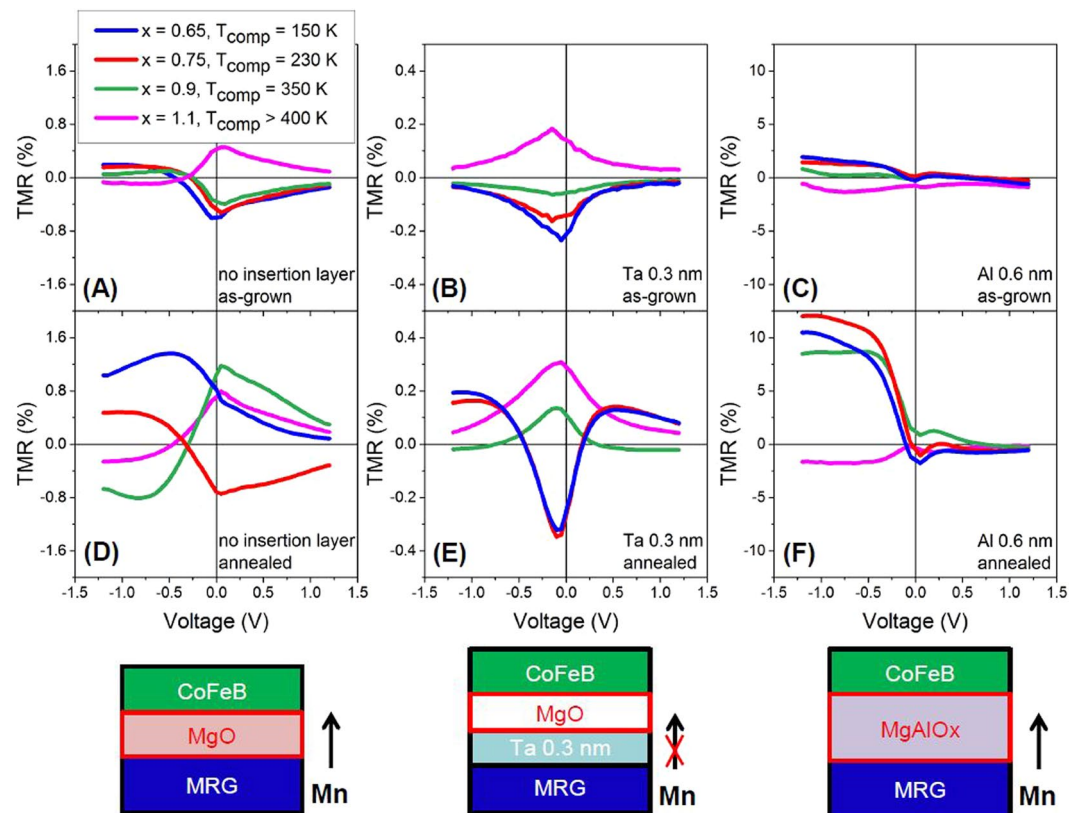 x = 0.65, Tcomp = 150 K
x = 0.75, Tcomp = 230 K
x = 0.9, Tcomp = 350 K
x = 1.1, Tcomp > 400 K
TMR (%)
1.6
0.8
0.0
-0.8
-1.6
(A)
no insertion layer
as-grown
TMR (%)
0.4
0.2
0.0
-0.2
-0.4
(B)
Ta 0.3 nm
as-grown
TMR (%)
10
5
0
-5
-10
(C)
Al 0.6 nm
as-grown
TMR (%)
1.6
0.8
0.0
-0.8
-1.6
(D)
no insertion layer
annealed
-1.5 -1.0 -0.5 0.0 0.5 1.0 1.5
Voltage (V)
TMR (%)
0.4
0.2
0.0
-0.2
-0.4
(E)
Ta 0.3 nm
annealed
-1.5 -1.0 -0.5 0.0 0.5 1.0 1.5
Voltage (V)
TMR (%)
10
5
0
-5
-10
(F)
Al 0.6 nm
annealed
-1.5 -1.0 -0.5 0.0 0.5 1.0 1.5
Voltage (V)
CoFeB
MgO
MRG
Mn
CoFeB
MgO
Ta 0.3 nm
MRG
Mn
CoFeB
MgAlOx
MRG
Mn